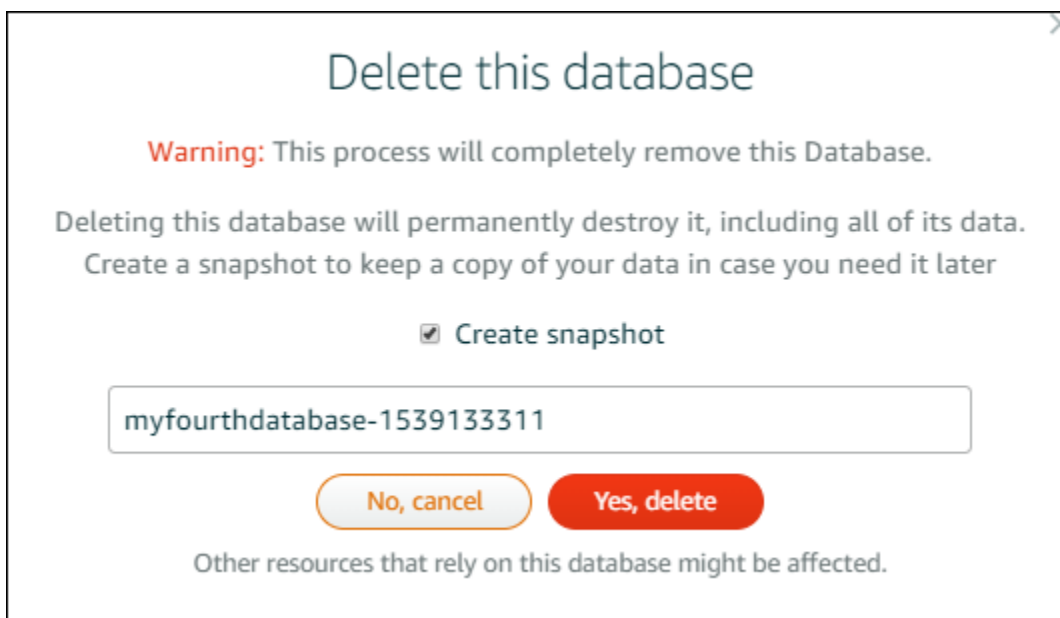 Delete this database
Warning: This process will completely remove this Database.
Deleting this database will permanently destroy it, including all of its data.
Create a snapshot to keep a copy of your data in case you need it later
Create snapshot
myfourthdatabase-1539133311
No, cancel
Yes, delete
Other resources that rely on this database might be affected.